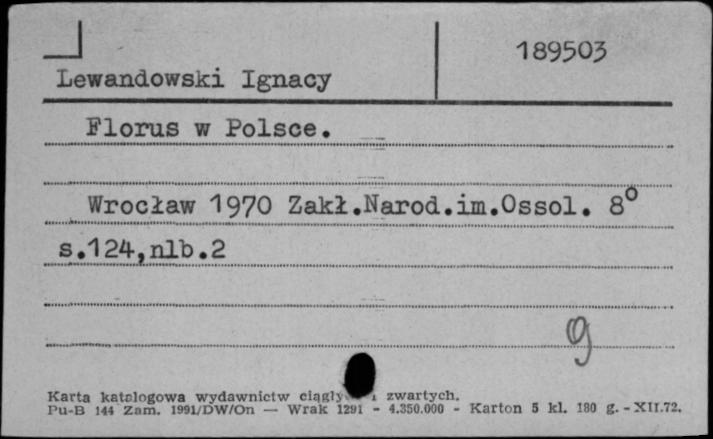 189503
Lewandowski Ignacy
Florus w Polsce.
Wrocław 1970 Zakł.Narod.im.Ossol. 8°
s.124,nlb.2
g
Karta katalogowa wydawnictw ciągły i zwartych.
Pu-B 144 Zam. 1991/DW/On — Wrak 1291 - 4.350.000 - Karton 5 kl. 180 g. - XII.72.